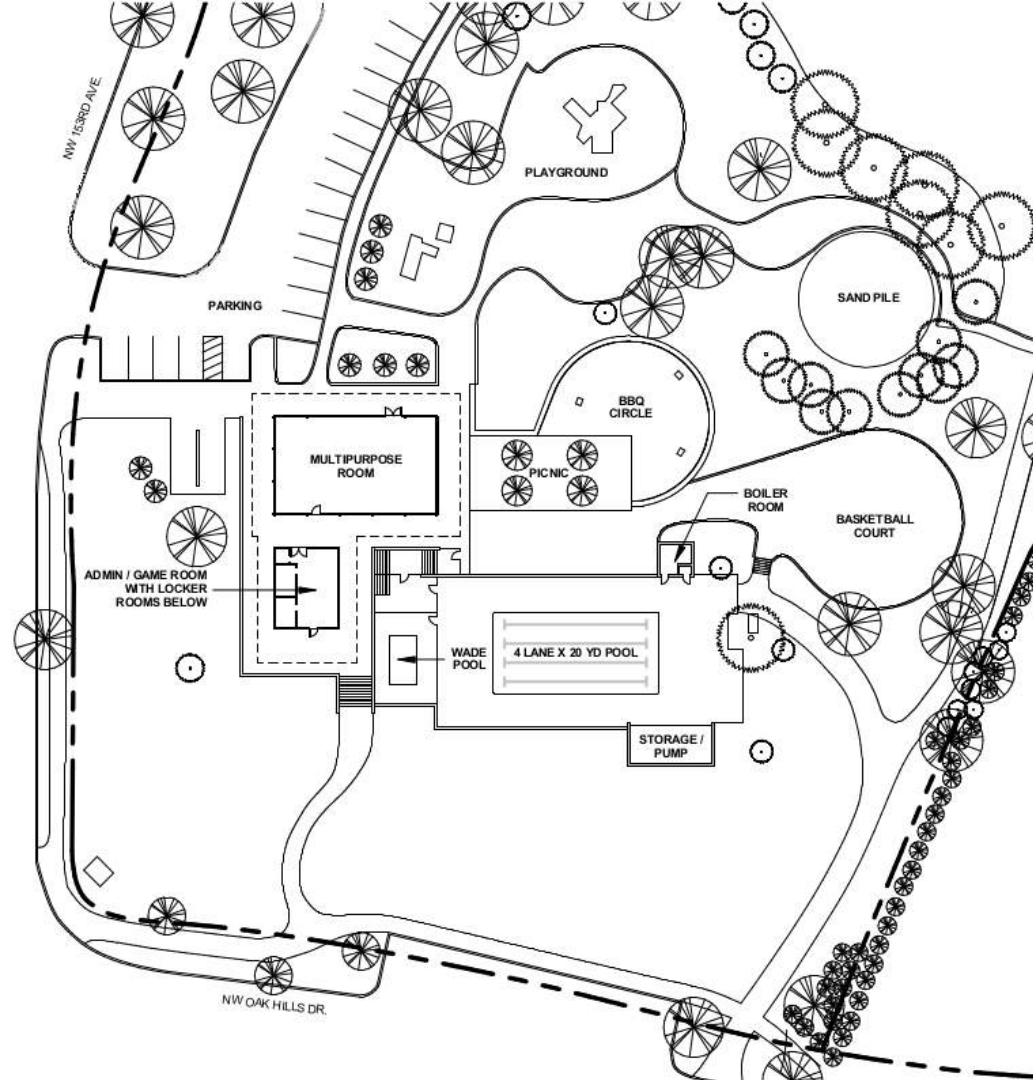 NW 153RD AVE.
PLAYGROUND
PARKING
SAND PILE
BBQ
CIRCLE
MULTIPURPOSE
ROOM
PICNIC
BOILER
ROOM
BASKETBALL
COURT
ADMIN / GAME ROOM
WITH LOCKER
ROOMS BELOW
WADE
POOL
4 LANE X 20 YD POOL
STORAGE /
PUMP
NW OAK HILLS DR.